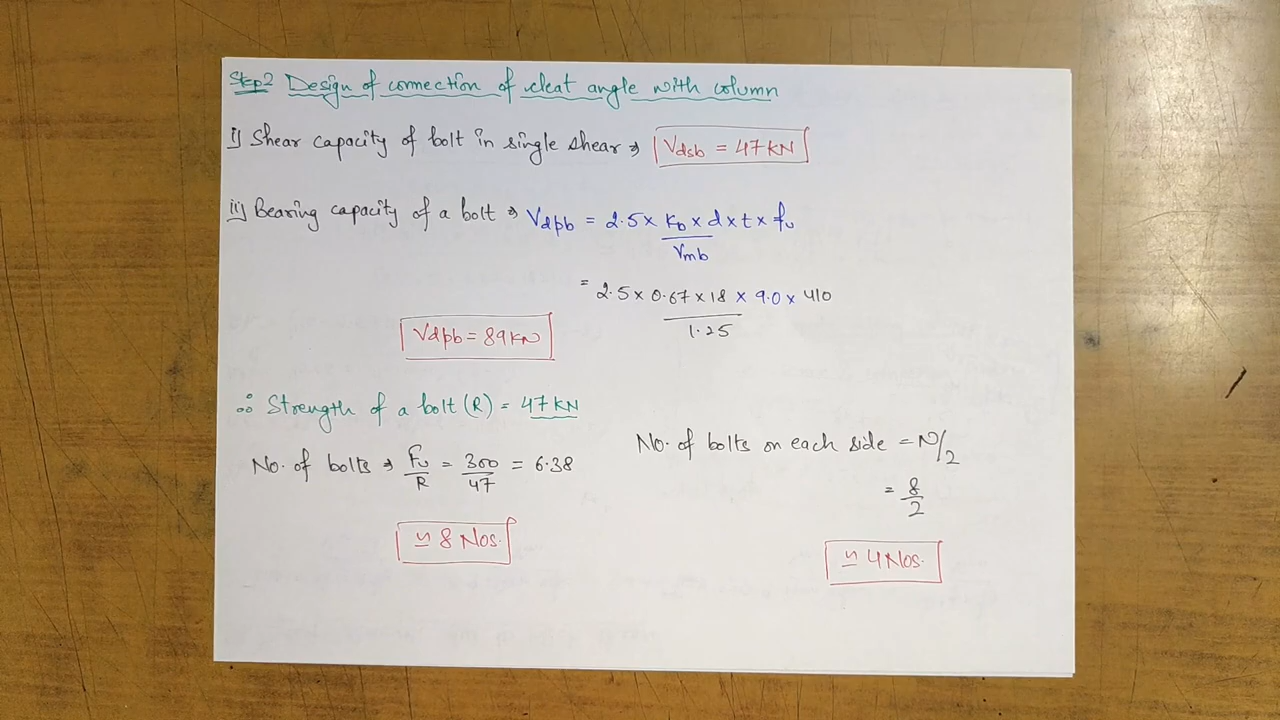 Step2 Design of connection of cleat angle with column
i) Shear capacity of bolt in single shear → Vdsb = 47 KN
ii) Bearing capacity of a bolt → Vdpb = 2.5 x Kb x d x t x fu
γmb
= 2.5 x 0.67 x 18 x 9.0 x 410
1.25
Vdpb = 89 KN
∴ Strength of a bolt (R) = 47 KN
No. of bolts → Fu/R = 300/47 = 6.38
≃ 8 Nos.
No. of bolts on each side = N/2
= 8/2
≃ 4 Nos.